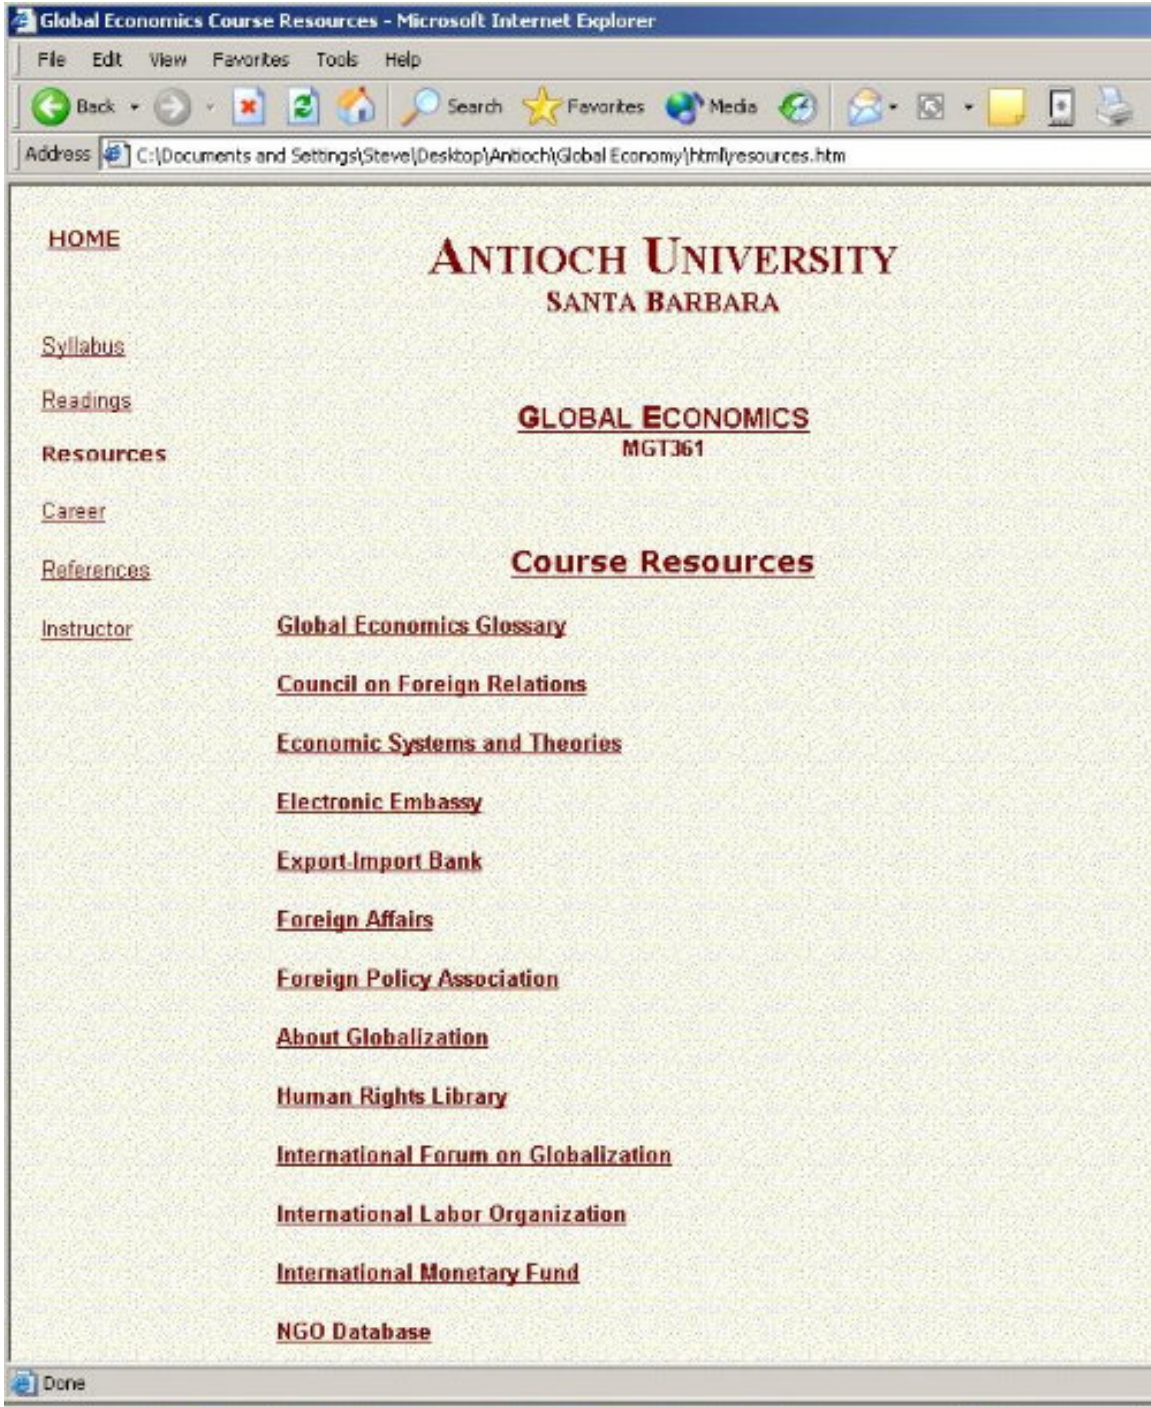 Global Economics Course Resources - Microsoft Internet Explorer
File Edit View Favorites Tools Help
Back Search Favorites Media
Address C:\Documents and Settings\Steve\Desktop\Antioch\Global Economy\html\resources.htm
HOME
ANTIOCH UNIVERSITY
SANTA BARBARA
Syllabus
Readings
GLOBAL ECONOMICS
MGT361
Resources
Career
Course Resources
References
Instructor
Global Economics Glossary
Council on Foreign Relations
Economic Systems and Theories
Electronic Embassy
Export-Import Bank
Foreign Affairs
Foreign Policy Association
About Globalization
Human Rights Library
International Forum on Globalization
International Labor Organization
International Monetary Fund
NGO Database
Done